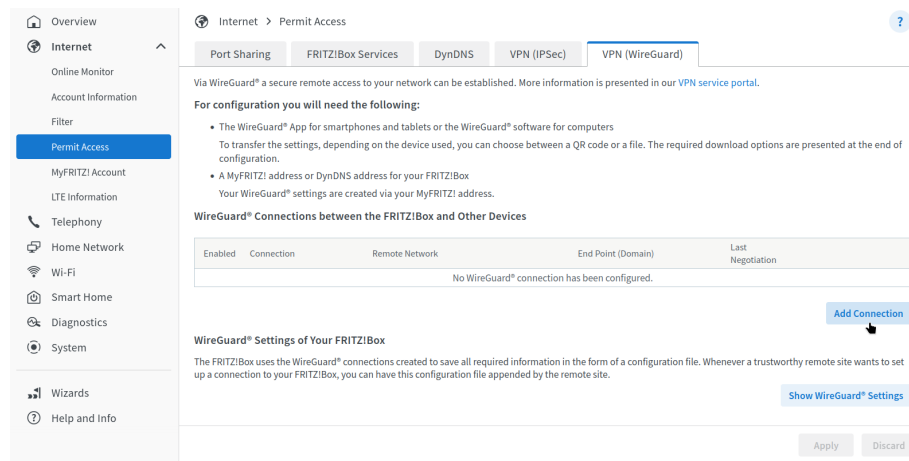 Overview
Internet
Online Monitor
Account Information
Filter
Permit Access
MyFRITZ! Account
LTE Information
Telephony
Home Network
Wi-Fi
Smart Home
Diagnostics
System
Wizards
Help and Info
Internet > Permit Access
?
Port Sharing
FRITZ!Box Services
DynDNS
VPN (IPSec)
VPN (WireGuard)
Via WireGuard® a secure remote access to your network can be established. More information is presented in our VPN service portal.
For configuration you will need the following:
• The WireGuard® App for smartphones and tablets or the WireGuard® software for computers
To transfer the settings, depending on the device used, you can choose between a QR code or a file. The required download options are presented at the end of
configuration.
• A MyFRITZ! address or DynDNS address for your FRITZ!Box
Your WireGuard® settings are created via your MyFRITZ! address.
WireGuard® Connections between the FRITZ!Box and Other Devices
Enabled Connection Remote Network End Point (Domain) Last
Negotiation
No WireGuard® connection has been configured.
Add Connection
WireGuard® Settings of Your FRITZ!Box
The FRITZ!Box uses the WireGuard® connections created to save all required information in the form of a configuration file. Whenever a trustworthy remote site wants to set
up a connection to your FRITZ!Box, you can have this configuration file appended by the remote site.
Show WireGuard® Settings
Apply
Discard